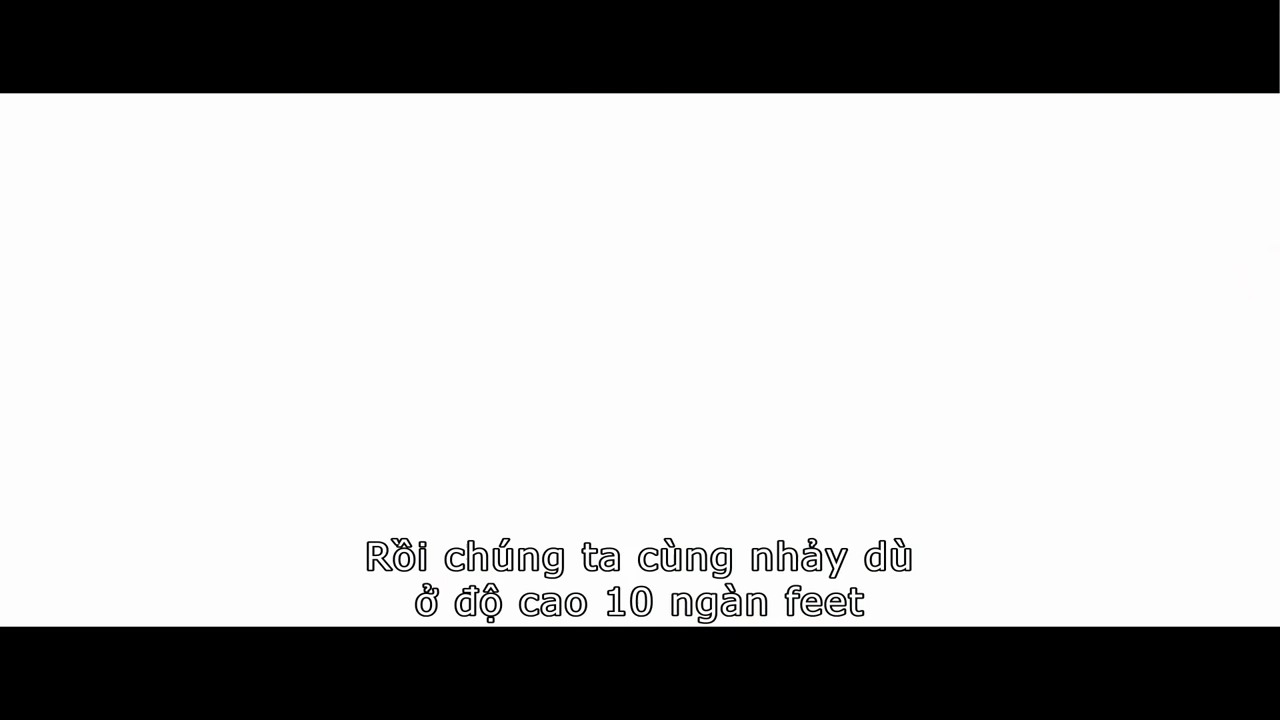 Rồi chúng ta cùng nhảy dù
ở độ cao 10 ngàn feet